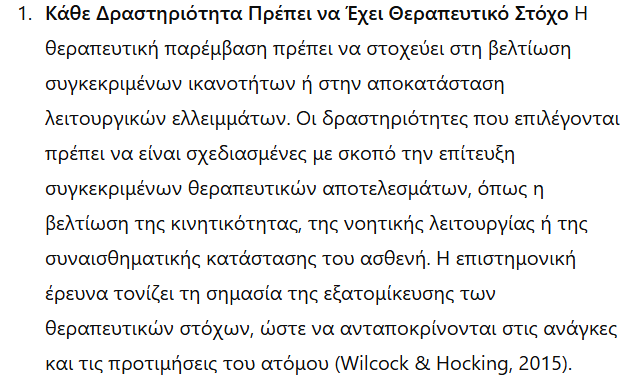 1. Κάθε Δραστηριότητα Πρέπει να Έχει Θεραπευτικό Στόχο Η
θεραπευτική παρέμβαση πρέπει να στοχεύει στη βελτίωση
συγκεκριμένων ικανοτήτων ή στην αποκατάσταση
λειτουργικών ελλειμμάτων. Οι δραστηριότητες που επιλέγονται
πρέπει να είναι σχεδιασμένες με σκοπό την επίτευξη
συγκεκριμένων θεραπευτικών αποτελεσμάτων, όπως η
βελτίωση της κινητικότητας, της νοητικής λειτουργίας ή της
συναισθηματικής κατάστασης του ασθενή. Η επιστημονική
έρευνα τονίζει τη σημασία της εξατομίκευσης των
θεραπευτικών στόχων, ώστε να ανταποκρίνονται στις ανάγκες
και τις προτιμήσεις του ατόμου (Wilcock & Hocking, 2015).